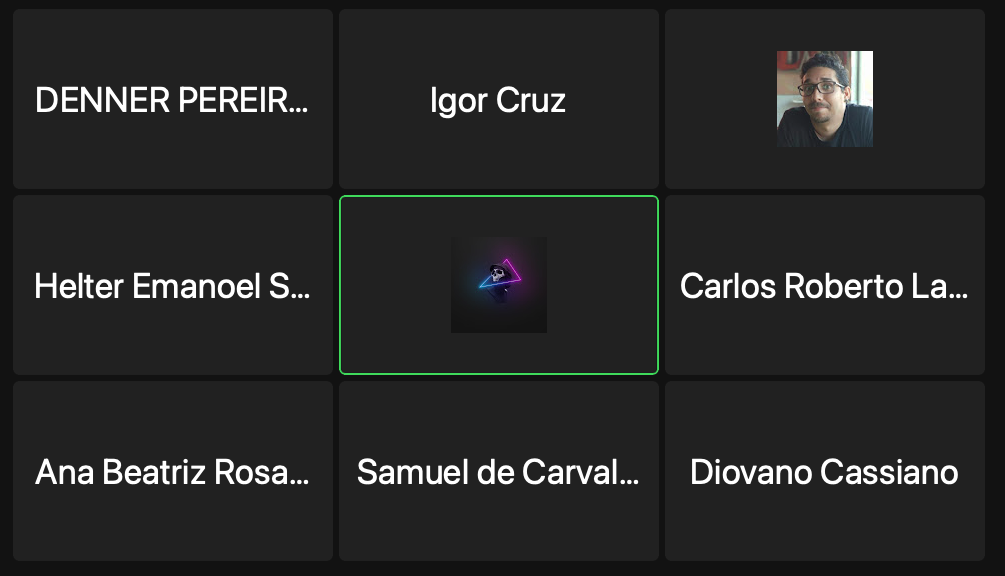 DENNER PEREIR...
Igor Cruz
Helter Emanoel S...
Carlos Roberto La...
Ana Beatriz Rosa...
Samuel de Carval...
Diovano Cassiano